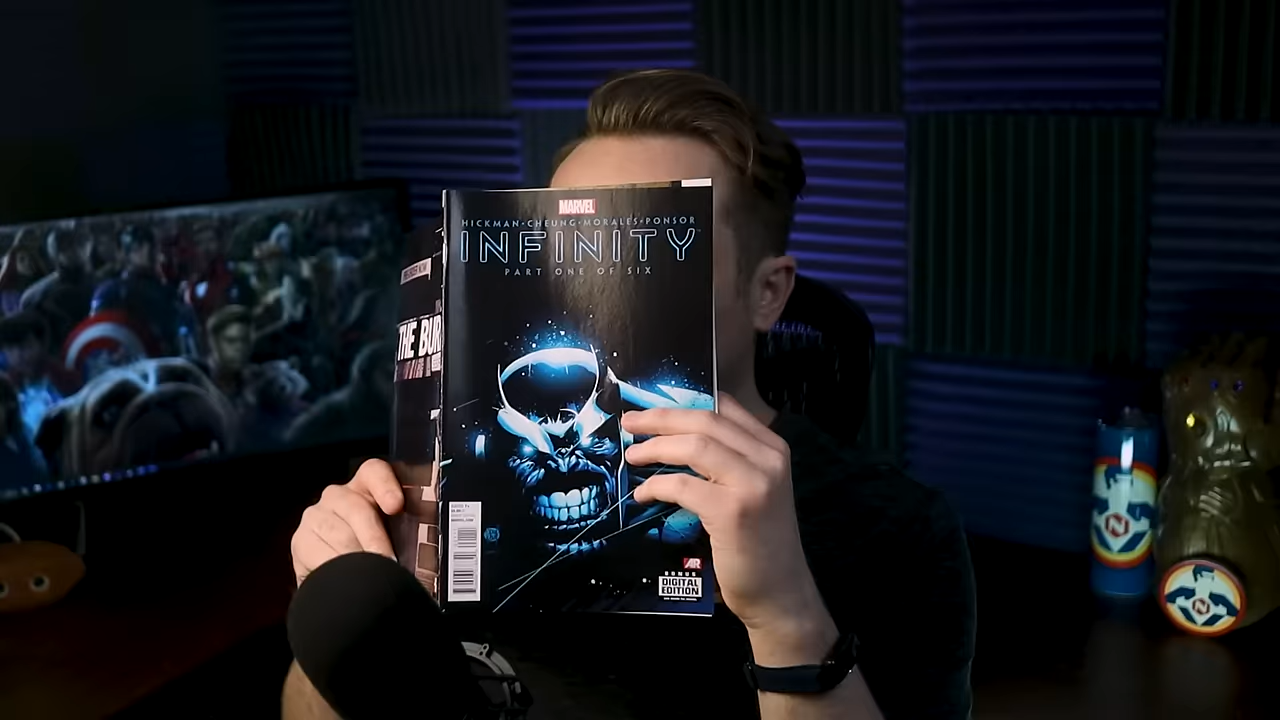 MARVEL
HICKMAN • CHEUNG • MORALES • PONSOR
INFINITY
PART ONE OF SIX
THE BUR
AR
BONUS
DIGITAL
EDITION
N
N